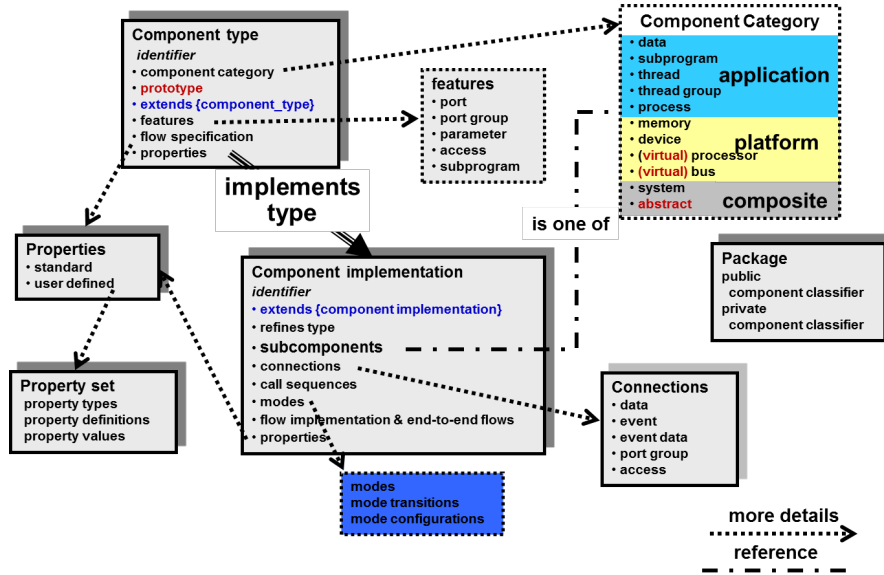 Component type
identifier
• component category
• prototype
• extends {component_type}
• features
• flow specification
• properties
features
• port
• port group
• parameter
• access
• subprogram
Component Category
• data
• subprogram
• thread
• thread group
• process
application
• memory
• device
• (virtual) processor
• (virtual) bus
platform
• system
• abstract
composite
implements
type
is one of
Properties
• standard
• user defined
Component implementation
identifier
• extends {component implementation}
• refines type
• subcomponents
• connections
• call sequences
• modes
• flow implementation & end-to-end flows
• properties
Package
public
component classifier
private
component classifier
Property set
property types
property definitions
property values
Connections
• data
• event
• event data
• port group
• access
modes
mode transitions
mode configurations
more details
reference